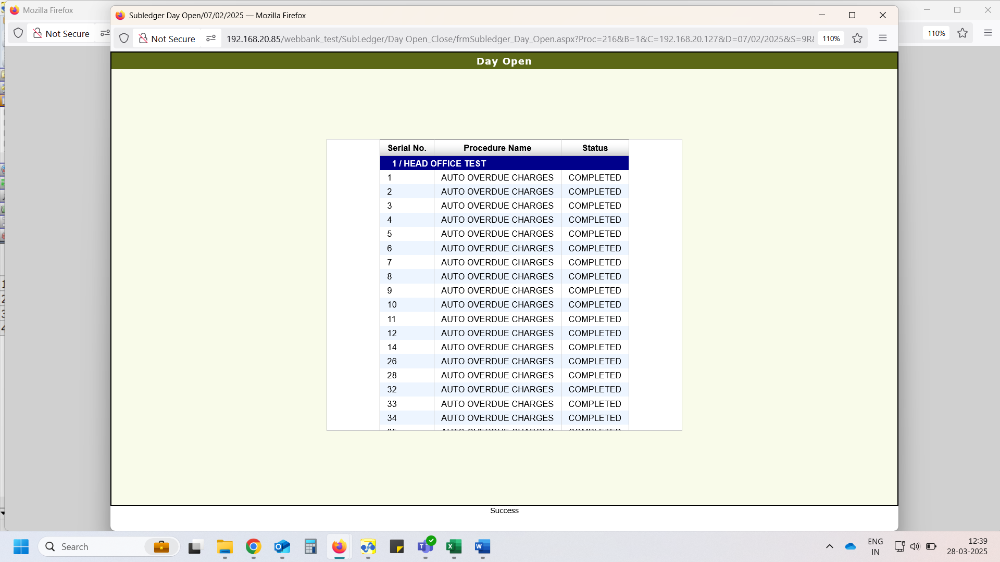 Mozilla Firefox
Subledger Day Open/07/02/2025 — Mozilla Firefox
Not Secure
110%
Not Secure
192.168.20.85/webbank_test/SubLedger/Day Open_Close/frmSubledger_Day_Open.aspx?Proc=216&B=1&C=192.168.20.127&D=07/02/2025&S=9R&
110%
Day Open
Serial No. Procedure Name Status
1 / HEAD OFFICE TEST
1 AUTO OVERDUE CHARGES COMPLETED
2 AUTO OVERDUE CHARGES COMPLETED
3 AUTO OVERDUE CHARGES COMPLETED
4 AUTO OVERDUE CHARGES COMPLETED
5 AUTO OVERDUE CHARGES COMPLETED
6 AUTO OVERDUE CHARGES COMPLETED
7 AUTO OVERDUE CHARGES COMPLETED
8 AUTO OVERDUE CHARGES COMPLETED
9 AUTO OVERDUE CHARGES COMPLETED
10 AUTO OVERDUE CHARGES COMPLETED
11 AUTO OVERDUE CHARGES COMPLETED
12 AUTO OVERDUE CHARGES COMPLETED
14 AUTO OVERDUE CHARGES COMPLETED
26 AUTO OVERDUE CHARGES COMPLETED
28 AUTO OVERDUE CHARGES COMPLETED
32 AUTO OVERDUE CHARGES COMPLETED
33 AUTO OVERDUE CHARGES COMPLETED
34 AUTO OVERDUE CHARGES COMPLETED
Success
Search
ENG
IN
12:39
28-03-2025